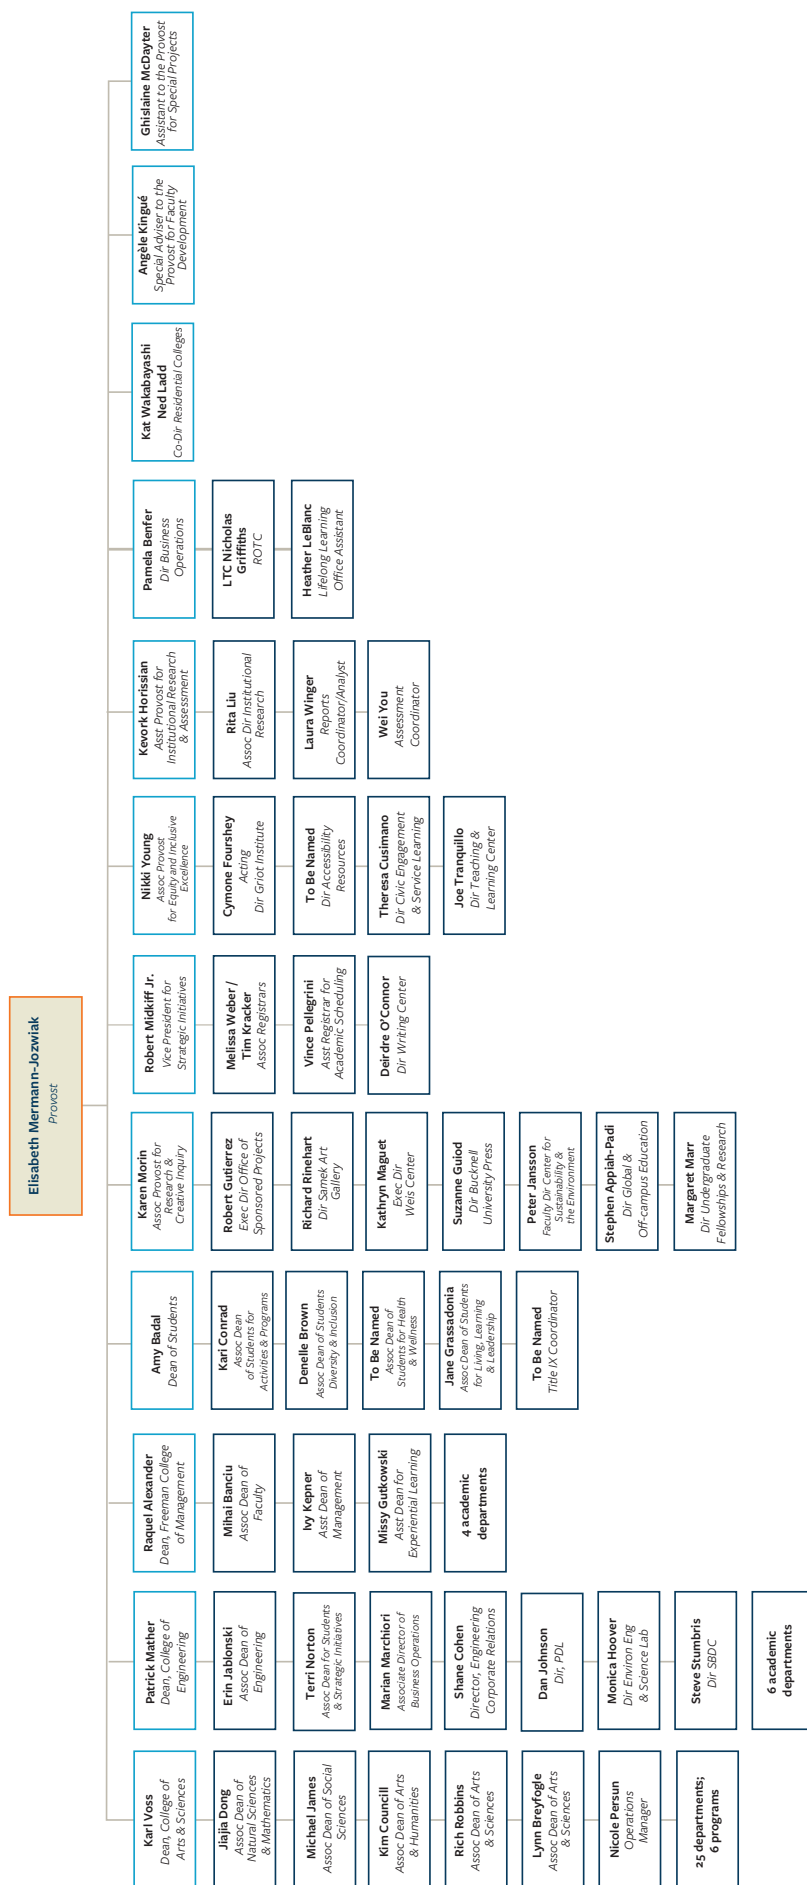 Elisabeth Mermann-Jozwiak
Provost
Karl Voss
Dean, College of
Arts & Sciences
Jiajia Dong
Assoc Dean of
Natural Sciences
& Mathematics
Michael James
Assoc Dean of Social
Sciences
Kim Councill
Assoc Dean of Arts
& Humanities
Rich Robbins
Assoc Dean of Arts
& Sciences
Lynn Breyfogle
Assoc Dean of Arts
& Sciences
Nicole Persun
Operations
Manager
25 departments;
6 programs
Patrick Mather
Dean, College of
Engineering
Erin Jablonski
Assoc Dean of
Engineering
Terri Norton
Assoc Dean for Students
& Strategic Initiatives
Marian Marchiori
Associate Director of
Business Operations
Shane Cohen
Director, Engineering
Corporate Relations
Dan Johnson
Dir, PDL
Monica Hoover
Dir Environ Eng
& Science Lab
Steve Stumbris
Dir SBDC
6 academic
departments
Raquel Alexander
Dean, Freeman College
of Management
Mihai Banciu
Assoc Dean of
Faculty
Ivy Kepner
Asst Dean of
Management
Missy Gutkowski
Asst Dean for
Experiential Learning
4 academic
departments
Amy Badal
Dean of Students
Kari Conrad
Assoc Dean
of Students for
Activities & Programs
Denelle Brown
Assoc Dean of Students
Diversity & Inclusion
To Be Named
Assoc Dean of
Students for Health
& Wellness
Jane Grassadonia
Assoc Dean of Students
for Living, Learning
& Leadership
To Be Named
Title IX Coordinator
Karen Morin
Assoc Provost for
Research &
Creative Inquiry
Robert Gutierrez
Exec Dir Office of
Sponsored Projects
Richard Rinehart
Dir Samek Art
Gallery
Kathryn Maguet
Exec Dir
Weis Center
Suzanne Guiod
Dir Bucknell
University Press
Peter Jansson
Faculty Dir Center for
Sustainability &
the Environment
Stephen Appiah-Padi
Dir Global &
Off-campus Education
Margaret Marr
Dir Undergraduate
Fellowships & Research
Robert Midkiff Jr.
Vice President for
Strategic Initiatives
Melissa Weber /
Tim Kracker
Assoc Registrars
Vince Pellegrini
Asst Registrar for
Academic Scheduling
Deirdre O'Connor
Dir Writing Center
Nikki Young
Assoc Provost
for Equity and Inclusive
Excellence
Cymone Fourshey
Acting
Dir Griot Institute
To Be Named
Dir Accessibility
Resources
Theresa Cusimano
Dir Civic Engagement
& Service Learning
Joe Tranquillo
Dir Teaching &
Learning Center
Kevork Horissian
Asst Provost for
Institutional Research
& Assessment
Rita Liu
Assoc Dir Institutional
Research
Laura Winger
Reports
Coordinator/Analyst
Wei You
Assessment
Coordinator
Pamela Benfer
Dir Business
Operations
LTC Nicholas
Griffiths
ROTC
Heather LeBlanc
Lifelong Learning
Office Assistant
Kat Wakabayashi
Ned Ladd
Co-Dir Residential Colleges
Angèle Kingué
Special Adviser to the
Provost for Faculty
Development
Ghislaine McDayter
Assistant to the Provost
for Special Projects